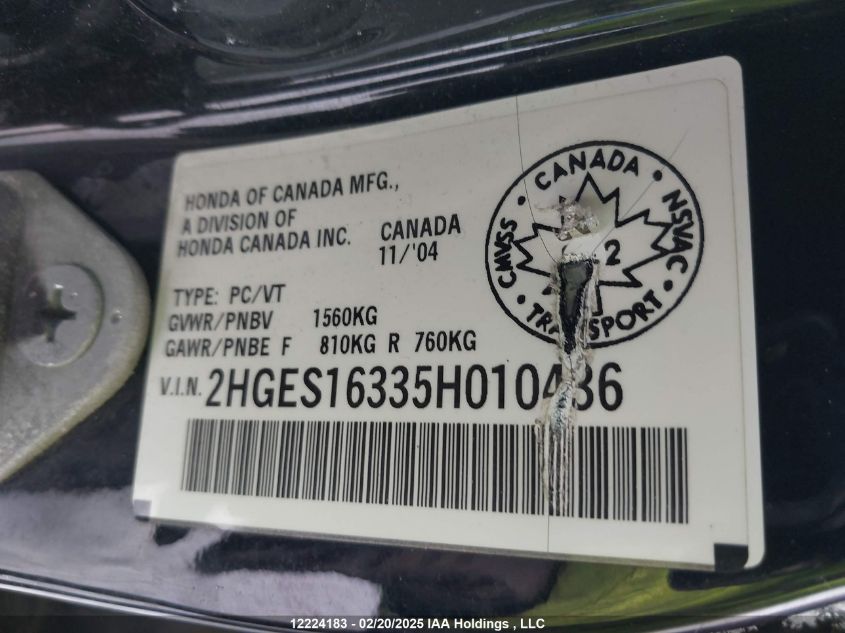 HONDA OF CANADA MFG.,
A DIVISION OF
HONDA CANADA INC. CANADA
11/'04
TYPE: PC/VT
GVWR/PNBV 1560KG
GAWR/PNBE F 810KG R 760KG
V.I.N. 2HGES16335H010436
CANADA • NSVAC • TRANSPORT • CMVSS •
2
12224183 - 02/20/2025 IAA Holdings , LLC